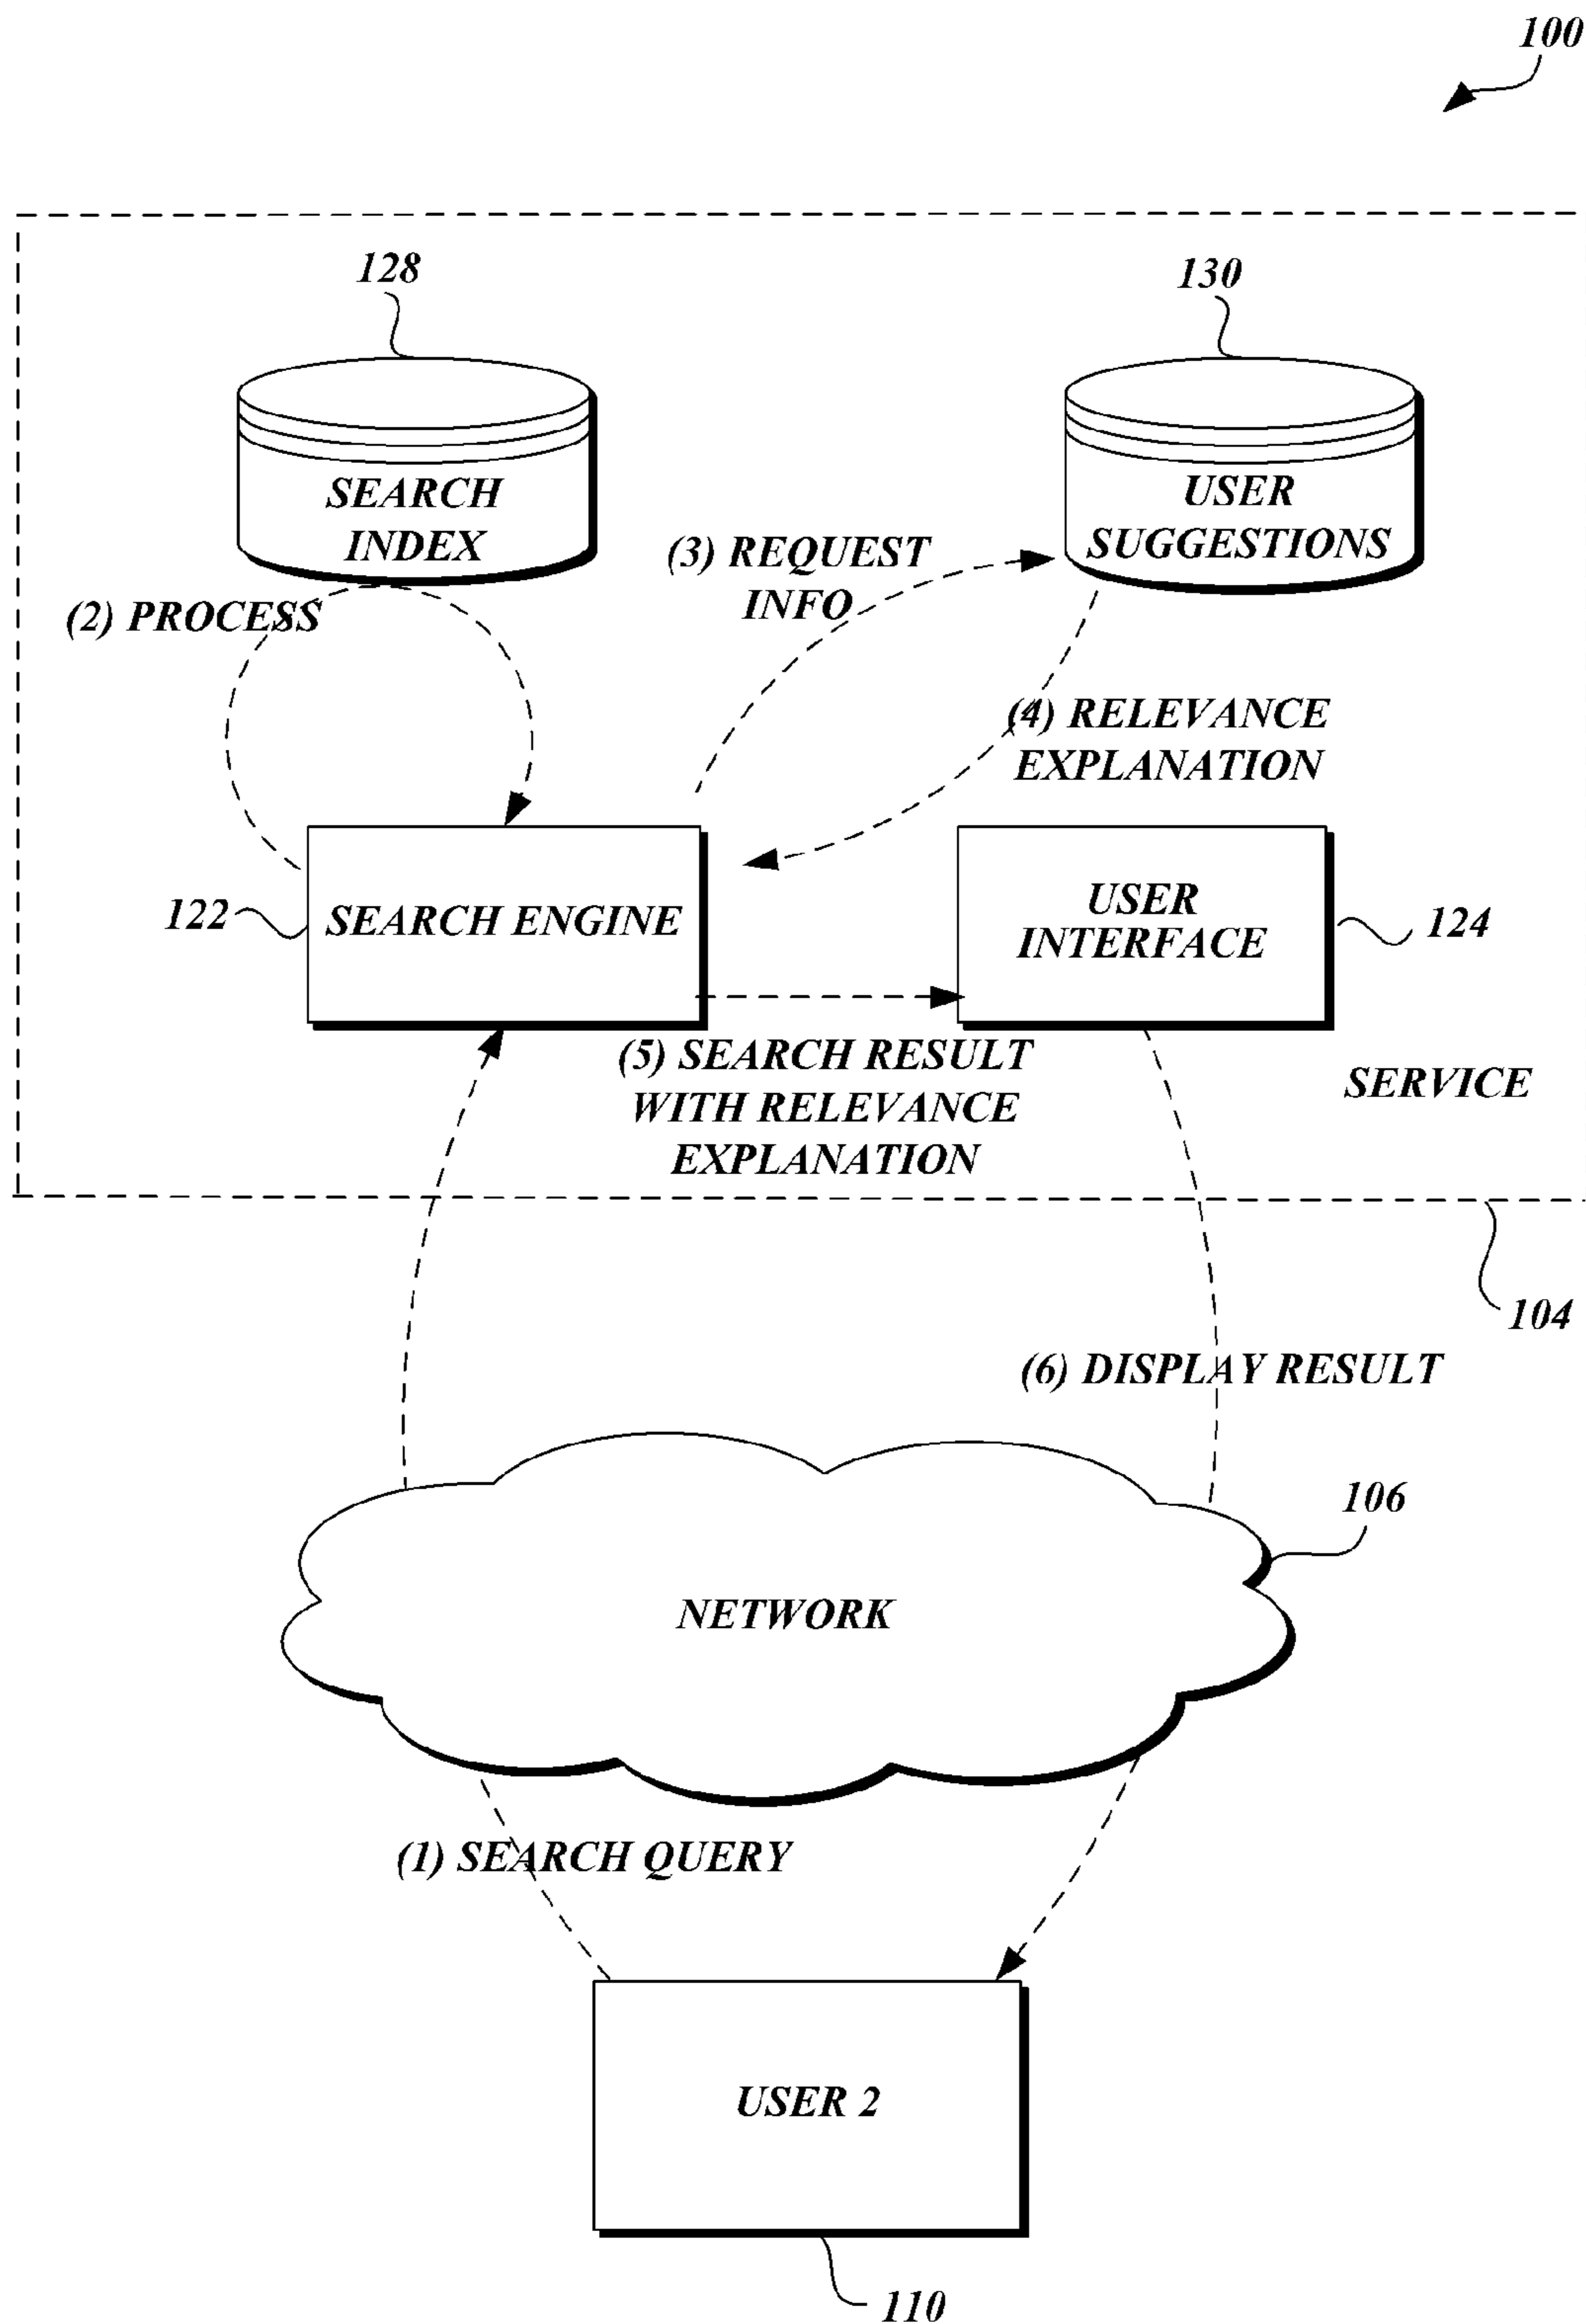 100
128
130
SEARCH
INDEX
USER
SUGGESTIONS
(3) REQUEST
INFO
(2) PROCESS
(4) RELEVANCE
EXPLANATION
122
SEARCH ENGINE
USER
INTERFACE
124
(5) SEARCH RESULT
WITH RELEVANCE
EXPLANATION
SERVICE
104
(6) DISPLAY RESULT
106
NETWORK
(1) SEARCH QUERY
USER 2
110